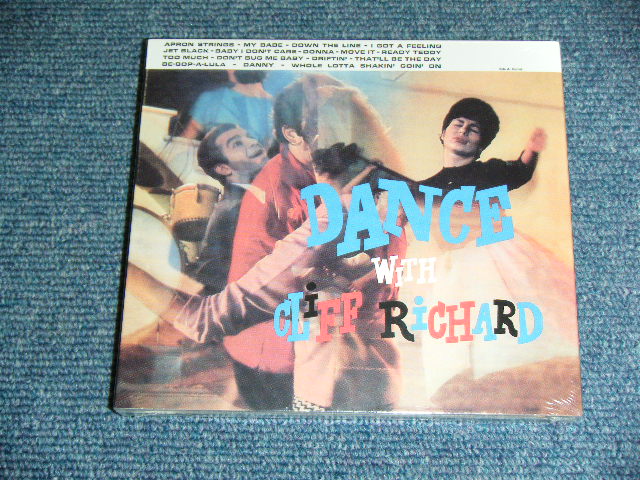 APRON STRINGS - MY BABE - DOWN THE LINE - I GOT A FEELING
JET BLACK - BABY I DON'T CARE - DONNA - MOVE IT - READY TEDDY
TOO MUCH - DON'T BUG ME BABY - DRIFTIN' - THAT'LL BE THE DAY
BE-BOP-A-LULA - DANNY - WHOLE LOTTA SHAKIN' GOIN' ON
DANCE
WiTH
CLiFF RiCHARD